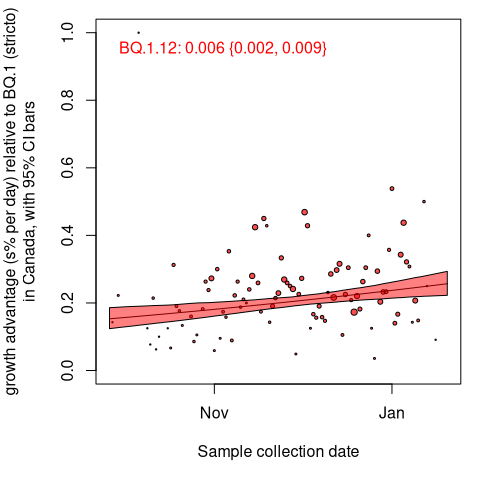 growth advantage (s% per day) relative to BQ.1 (stricto)
in Canada, with 95% CI bars
1.0
0.8
0.6
0.4
0.2
0.0
BQ.1.12: 0.006 {0.002, 0.009}
Nov
Jan
Sample collection date